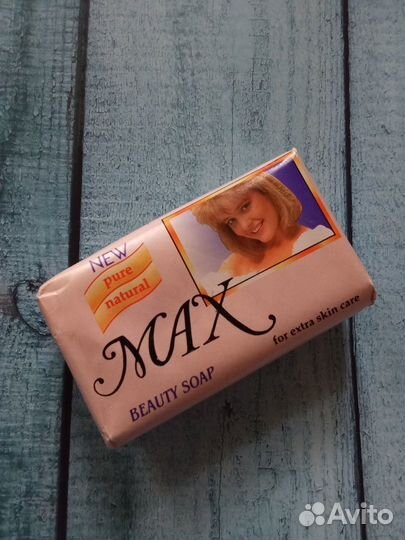 NEW
pure
natural
MAX
BEAUTY SOAP
for extra skin care
Avito